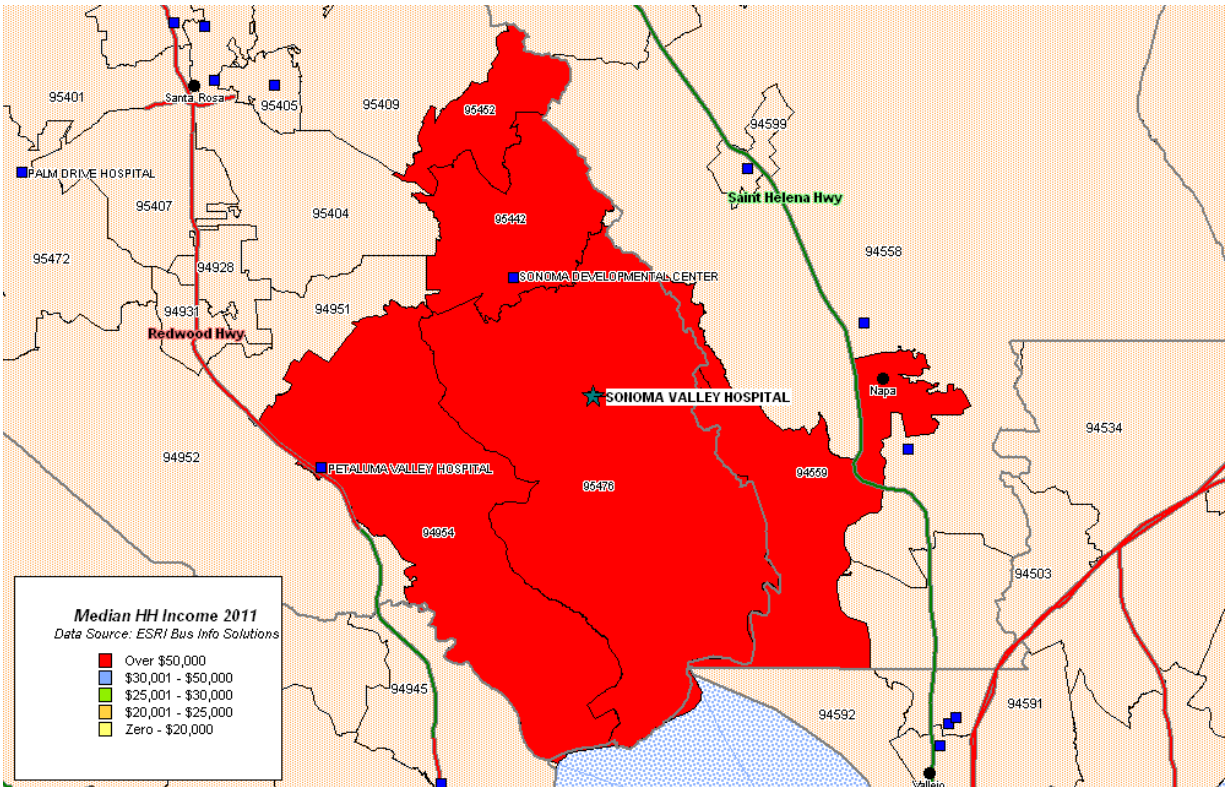 95401
Santa Rosa
95405
95409
95452
94599
PALM DRIVE HOSPITAL
95407
95404
95442
Saint Helena Hwy
95472
94928
94558
SONOMA DEVELOPMENTAL CENTER
94931
94951
Redwood Hwy
SONOMA VALLEY HOSPITAL
Napa
94534
94952
PETALUMA VALLEY HOSPITAL
94559
95476
94954
94503
Median HH Income 2011
Data Source: ESRI Bus Info Solutions
Over $50,000
$30,001 - $50,000
$25,001 - $30,000
$20,001 - $25,000
Zero - $20,000
94945
94592
94591
Vallejo